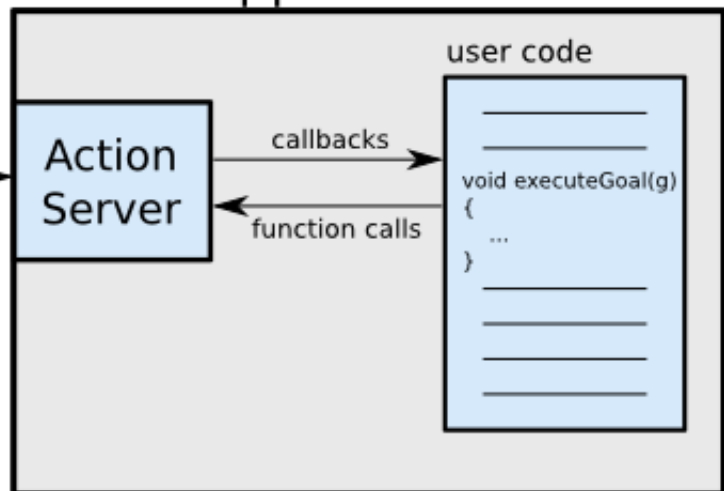 user code
Action
Server
callbacks
function calls
void executeGoal(g)
{
...
}